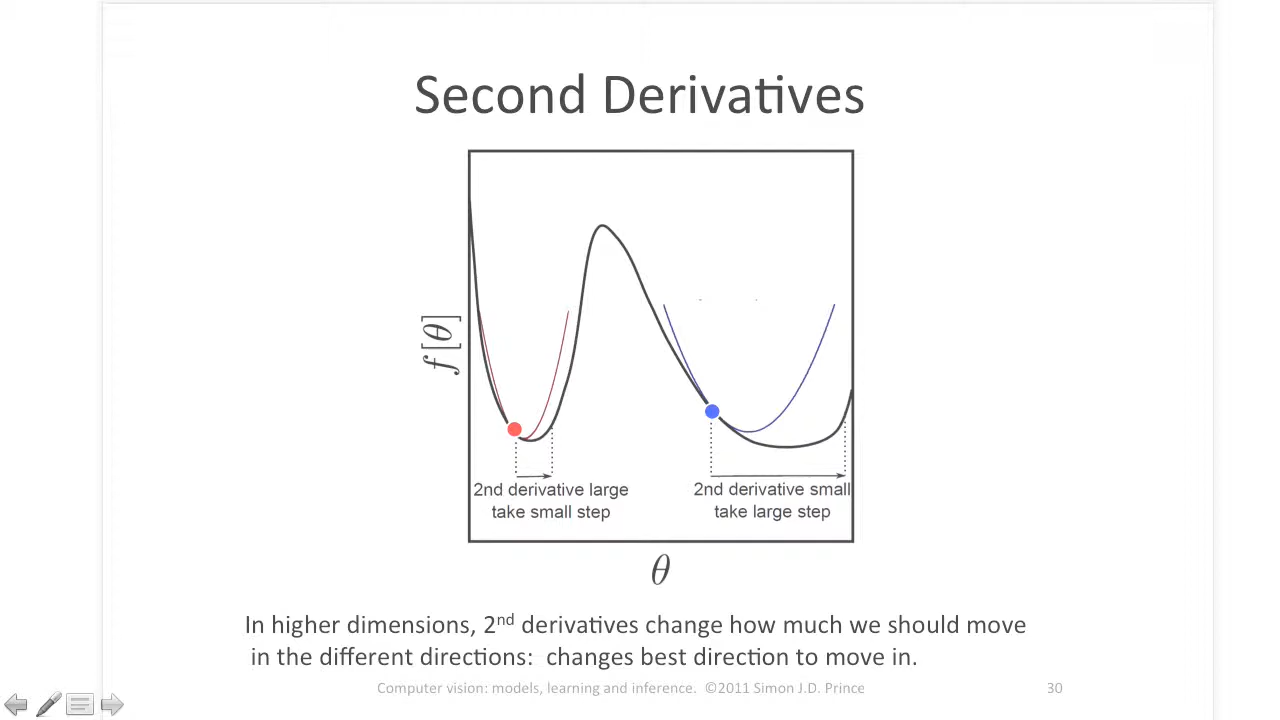 Second Derivatives
f[θ]
2nd derivative large
take small step
2nd derivative small
take large step
θ
In higher dimensions, 2nd derivatives change how much we should move
in the different directions: changes best direction to move in.
Computer vision: models, learning and inference. ©2011 Simon J.D. Prince
30